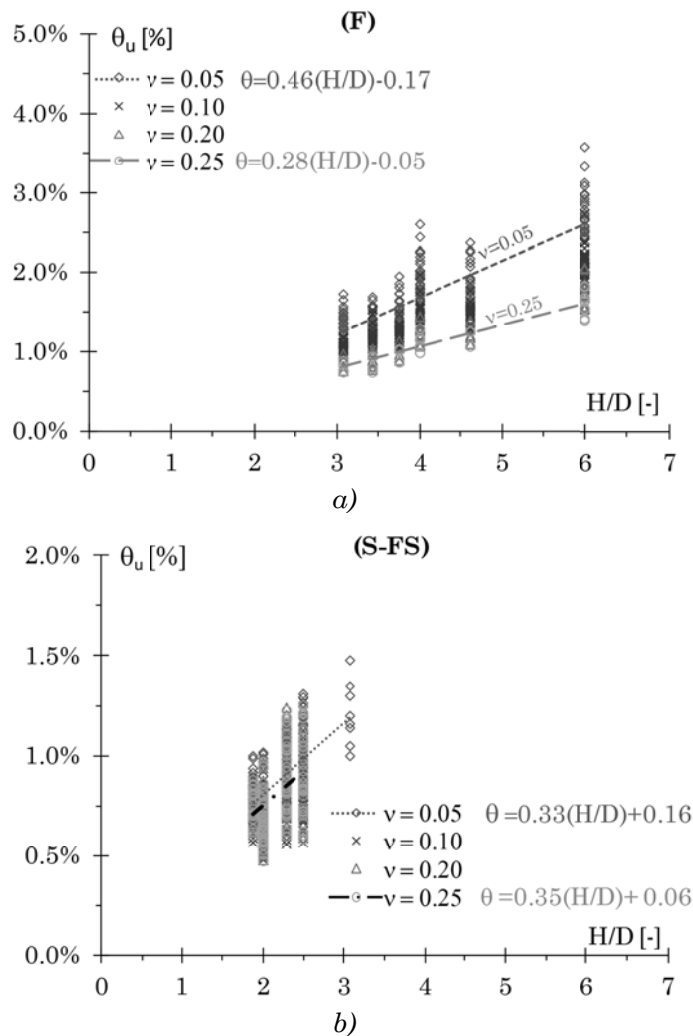 (F)
5.0%
θu [%]
ν = 0.05 θ=0.46(H/D)-0.17
ν = 0.10
4.0%
ν = 0.20
ν = 0.25 θ=0.28(H/D)-0.05
3.0%
ν=0.05
2.0%
ν=0.25
1.0%
H/D [-]
0.0%
0 1 2 3 4 5 6 7
a)
(S-FS)
2.0%
θu [%]
1.5%
1.0%
ν = 0.05 θ=0.33(H/D)+0.16
ν = 0.10
0.5%
ν = 0.20
ν = 0.25 θ=0.35(H/D)+0.06
H/D [-]
0.0%
0 1 2 3 4 5 6 7
b)